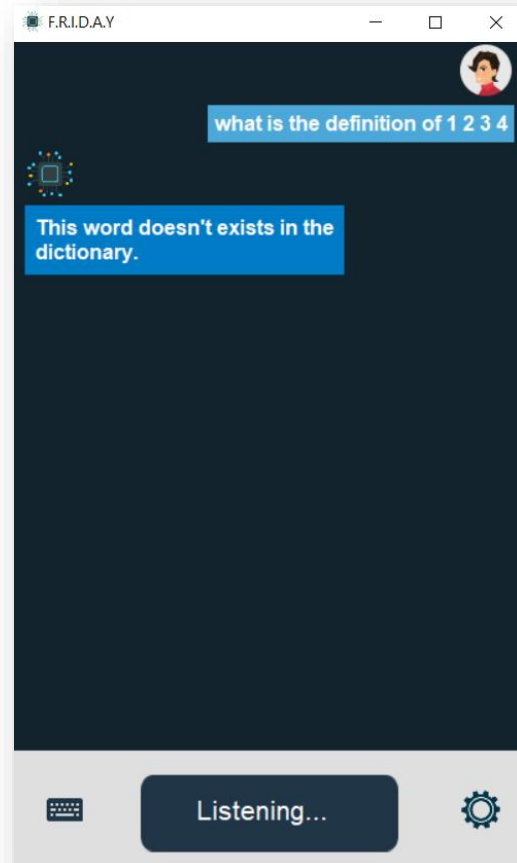 F.R.I.D.A.Y
what is the definition of 1 2 3 4
This word doesn't exists in the
dictionary.
Listening...